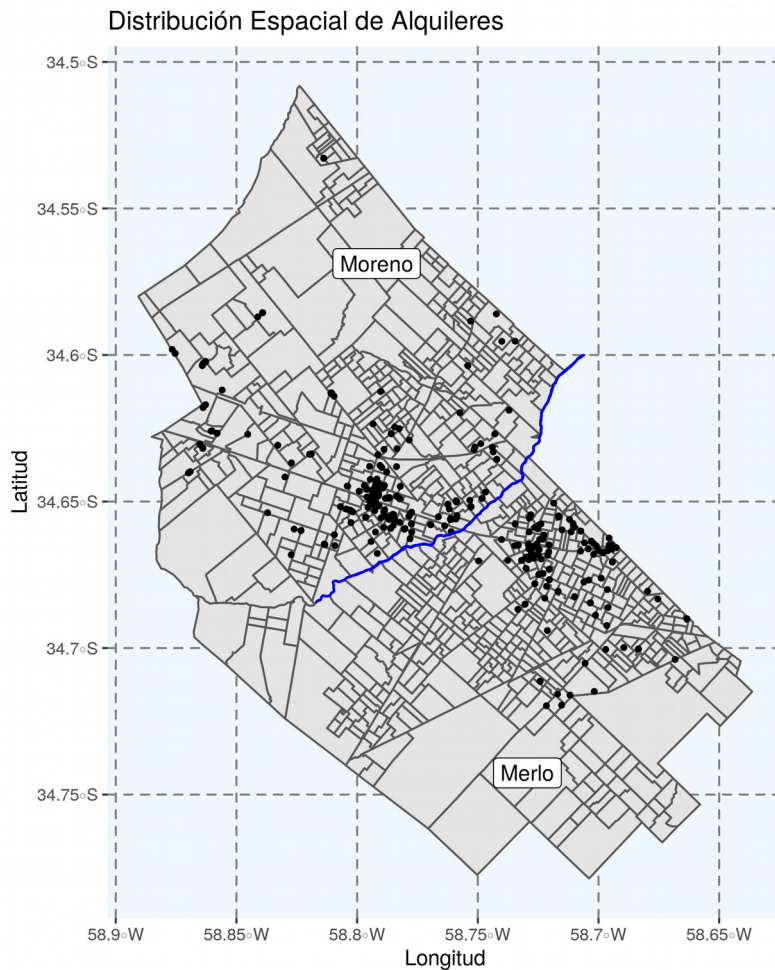 Distribución Espacial de Alquileres
34.5°S
34.55°S
Moreno
34.6°S
Latitud
34.65°S
34.7°S
Merlo
34.75°S
58.9°W 58.85°W 58.8°W 58.75°W 58.7°W 58.65°W
Longitud